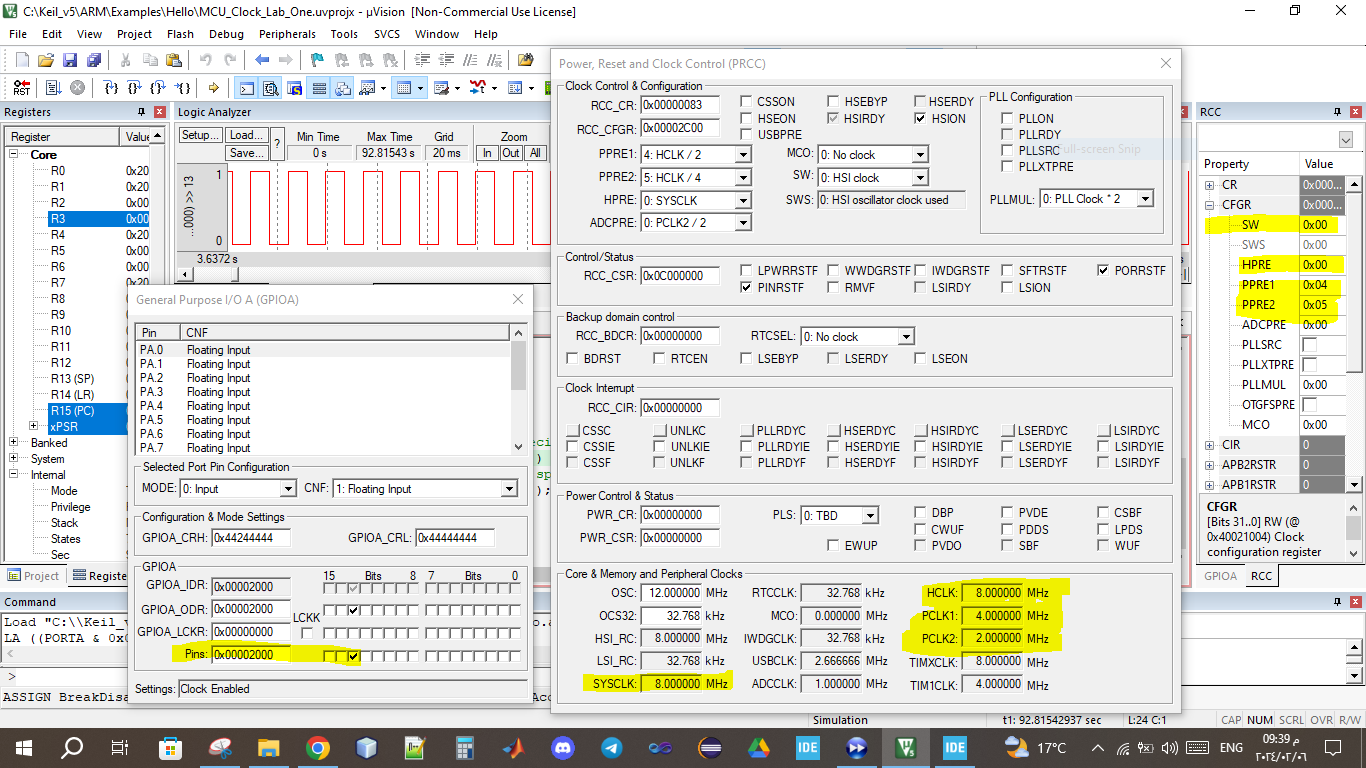 C:\Keil_v5\ARM\Examples\Hello\MCU_Clock_Lab_One.uvprojx - µVision [Non-Commercial Use License]
File Edit View Project Flash Debug Peripherals Tools SVCS Window Help
RST
Registers
Register Value
Core
R0 0x20
R1 0x20
R2 0x00
R3 0x00
R4 0x20
R5 0x00
R6 0x00
R7 0x20
R8
R9
R10
R11
R12
R13 (SP)
R14 (LR)
R15 (PC)
xPSR
Banked
System
Internal
Mode
Privilege
Stack
States
Sec
Project Registe
Logic Analyzer
Setup... Load... Save... ?
Min Time Max Time Grid Zoom
0 s 92.81543 s 20 ms In Out All
...000) >> 13
1
0
3.6372 s
General Purpose I/O A (GPIOA)
Pin CNF
PA.0 Floating Input
PA.1 Floating Input
PA.2 Floating Input
PA.3 Floating Input
PA.4 Floating Input
PA.5 Floating Input
PA.6 Floating Input
PA.7 Floating Input
Selected Port Pin Configuration
MODE: 0: Input CNF: 1: Floating Input
Configuration & Mode Settings
GPIOA_CRH: 0x44244444 GPIOA_CRL: 0x44444444
GPIOA
15 Bits 8 7 Bits 0
GPIOA_IDR: 0x00002000
GPIOA_ODR: 0x00002000
LCKK
GPIOA_LCKR: 0x00000000
Pins: 0x00002000
Settings: Clock Enabled
Power, Reset and Clock Control (PRCC)
Clock Control & Configuration
RCC_CR: 0x00000083 CSSON HSEBYP HSERDY
HSEON HSIRDY HSION
RCC_CFGR: 0x00002C00 USBPRE
PPRE1: 4: HCLK / 2 MCO: 0: No clock
PPRE2: 5: HCLK / 4 SW: 0: HSI clock
HPRE: 0: SYSCLK SWS: 0: HSI oscillator clock used
ADCPRE: 0: PCLK2 / 2
PLL Configuration
PLLON
PLLRDY
PLLSRC
PLLXTPRE
Full-screen Snip
PLLMUL: 0: PLL Clock * 2
Control/Status
RCC_CSR: 0x0C000000 LPWRRSTF WWDGRSTF IWDGRSTF SFTRSTF PORRSTF
PINRSTF RMVF LSIRDY LSION
Backup domain control
RCC_BDCR: 0x00000000 RTCSEL: 0: No clock
BDRST RTCEN LSEBYP LSERDY LSEON
Clock Interrupt
RCC_CIR: 0x00000000
CSSC UNLKC PLLRDYC HSERDYC HSIRDYC LSERDYC LSIRDYC
CSSIE UNLKIE PLLRDYIE HSERDYIE HSIRDYIE LSERDYIE LSIRDYIE
CSSF UNLKF PLLRDYF HSERDYF HSIRDYF LSERDYF LSIRDYF
Power Control & Status
PWR_CR: 0x00000000 PLS: 0: TBD DBP PVDE CSBF
CWUF PDDS LPDS
PWR_CSR: 0x00000000 EWUP PVDO SBF WUF
Core & Memory and Peripheral Clocks
OSC: 12.000000 MHz RTCCLK: 32.768 kHz HCLK: 8.000000 MHz
OCS32: 32.768 kHz MCO: 0.000000 MHz PCLK1: 4.000000 MHz
HSI_RC: 8.000000 MHz IWDGCLK: 32.768 kHz PCLK2: 2.000000 MHz
LSI_RC: 32.768 kHz USBCLK: 2.666666 MHz TIMXCLK: 8.000000 MHz
SYSCLK: 8.000000 MHz ADCCLK: 1.000000 MHz TIM1CLK: 4.000000 MHz
RCC
Property Value
CR 0x000...
CFGR 0x000...
SW 0x00
SWS 0x00
HPRE 0x00
PPRE1 0x04
PPRE2 0x05
ADCPRE 0x00
PLLSRC
PLLXTPRE
PLLMUL 0x00
OTGFSPRE
MCO 0x00
CIR 0
APB2RSTR 0
APB1RSTR 0
CFGR
[Bits 31..0] RW (@
0x40021004) Clock
configuration register
GPIOA RCC
Command
Load "C:\\Keil_v
LA ((PORTA & 0x0
>
ASSIGN BreakDisa
Simulation t1: 92.81542937 sec L:24 C:1 CAP NUM SCRL OVR R/W
IDE IDE 17°C ENG 09:39 م
٢٠٢٤/٠٢/٠٦